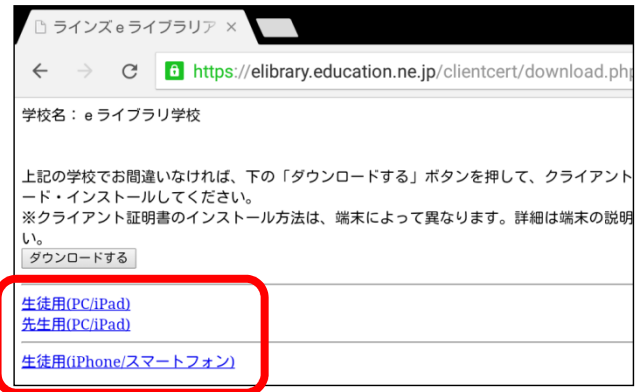 ラインズeライブラリア
https://elibrary.education.ne.jp/clientcert/download.php
学校名：eライブラリ学校
上記の学校でお間違いなければ、下の「ダウンロードする」ボタンを押して、クライアント
ード・インストールしてください。
※クライアント証明書のインストール方法は、端末によって異なります。詳細は端末の説明
い。
ダウンロードする
生徒用(PC/iPad)
先生用(PC/iPad)
生徒用(iPhone/スマートフォン)